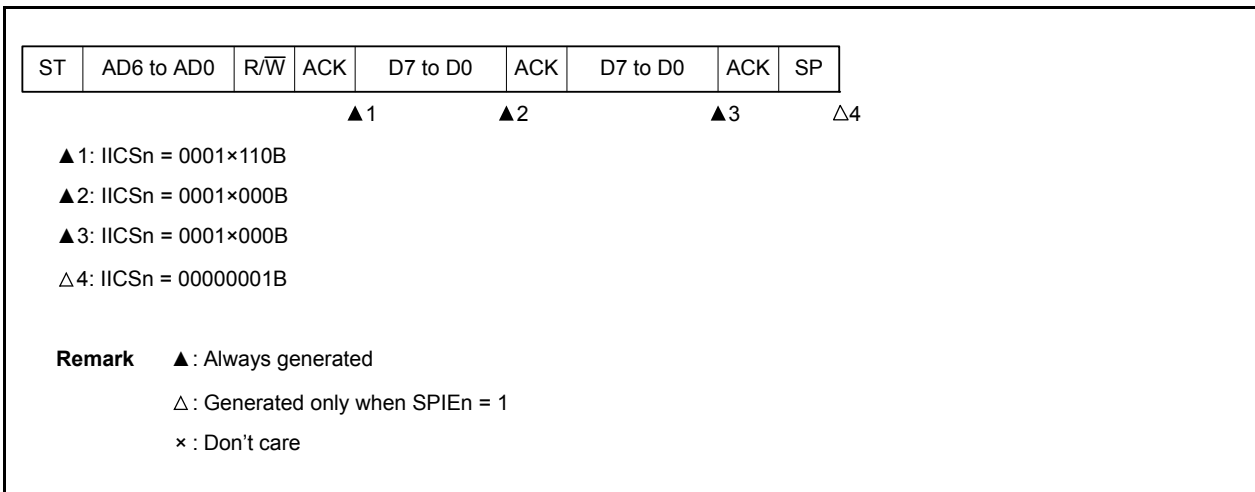 ST AD6 to AD0 R/W̅ ACK D7 to D0 ACK D7 to D0 ACK SP
▲1 ▲2 ▲3 △4
▲1: IICSn = 0001×110B
▲2: IICSn = 0001×000B
▲3: IICSn = 0001×000B
△4: IICSn = 00000001B
Remark ▲: Always generated
△: Generated only when SPIEn = 1
×: Don't care